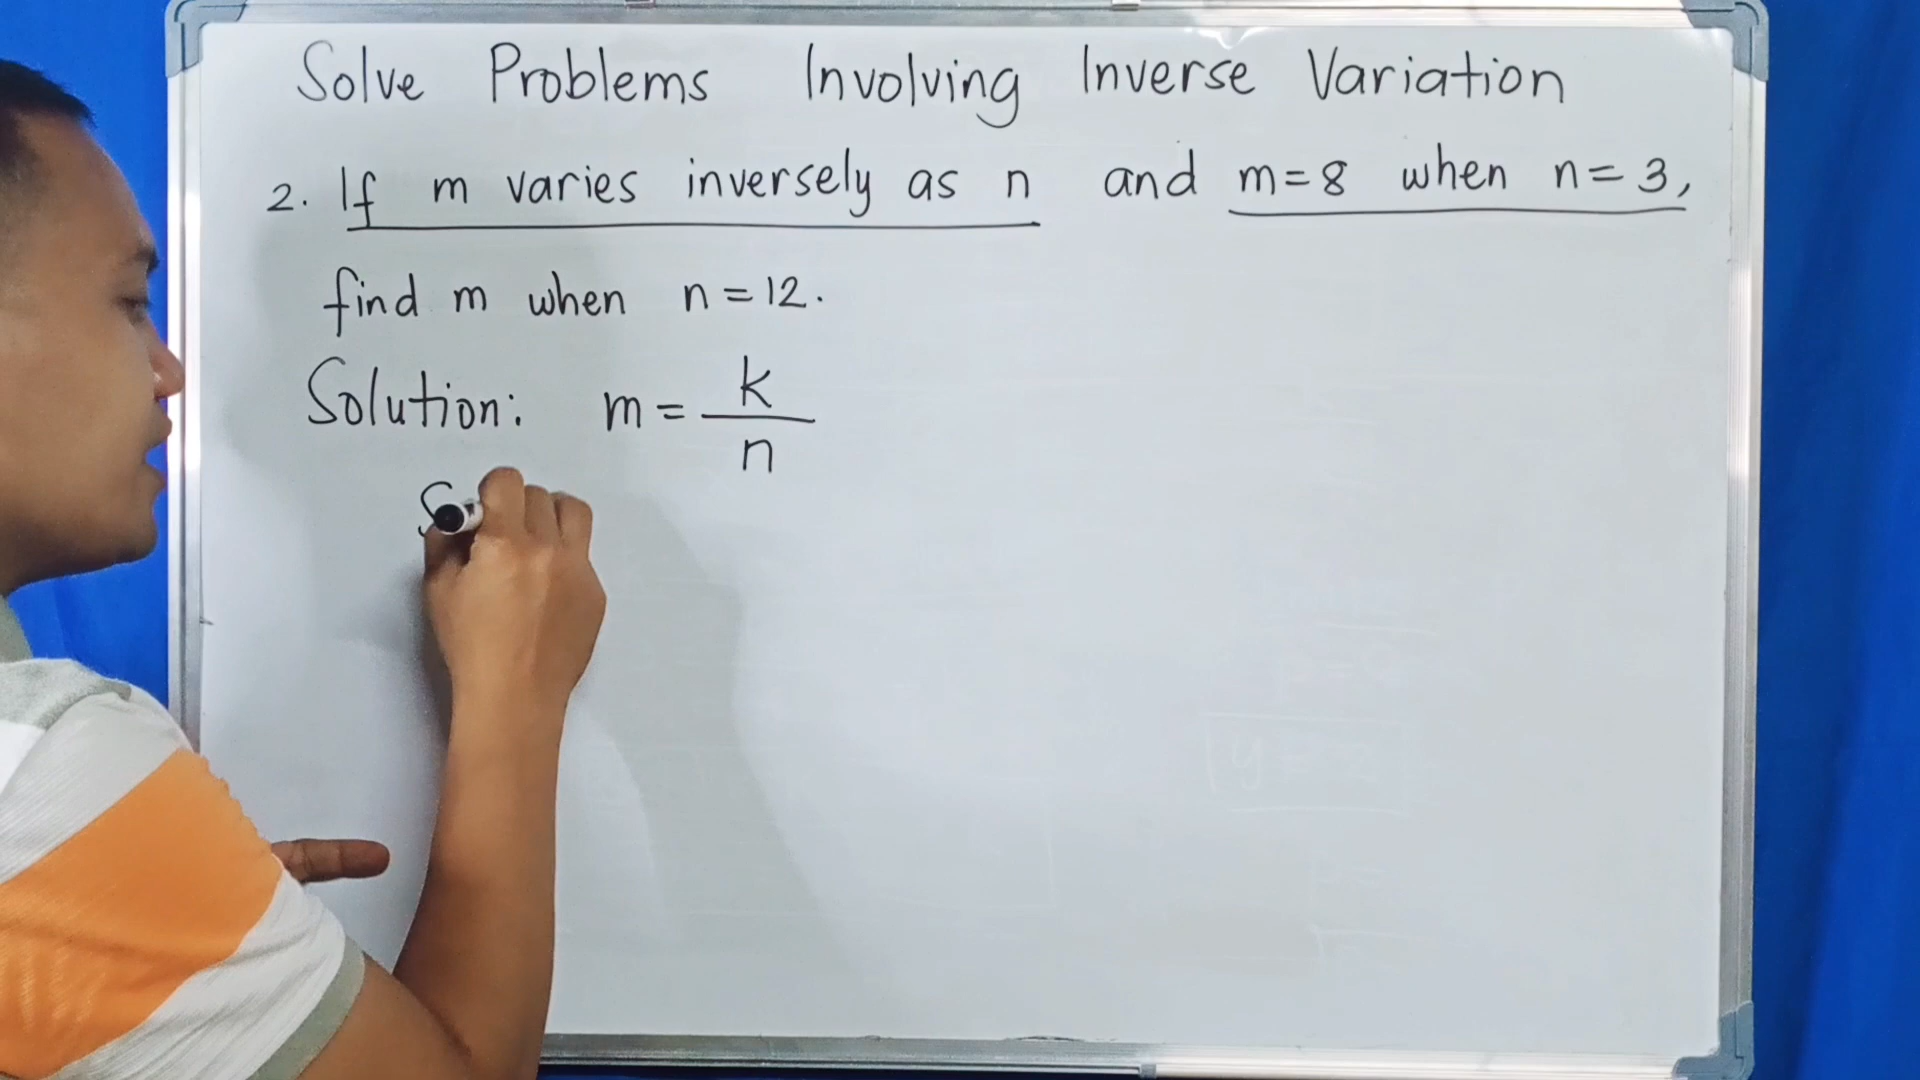 Solve Problems Involving Inverse Variation
2. If m varies inversely as n and m=8 when n=3,
find m when n=12.
Solution: m = k/n
S